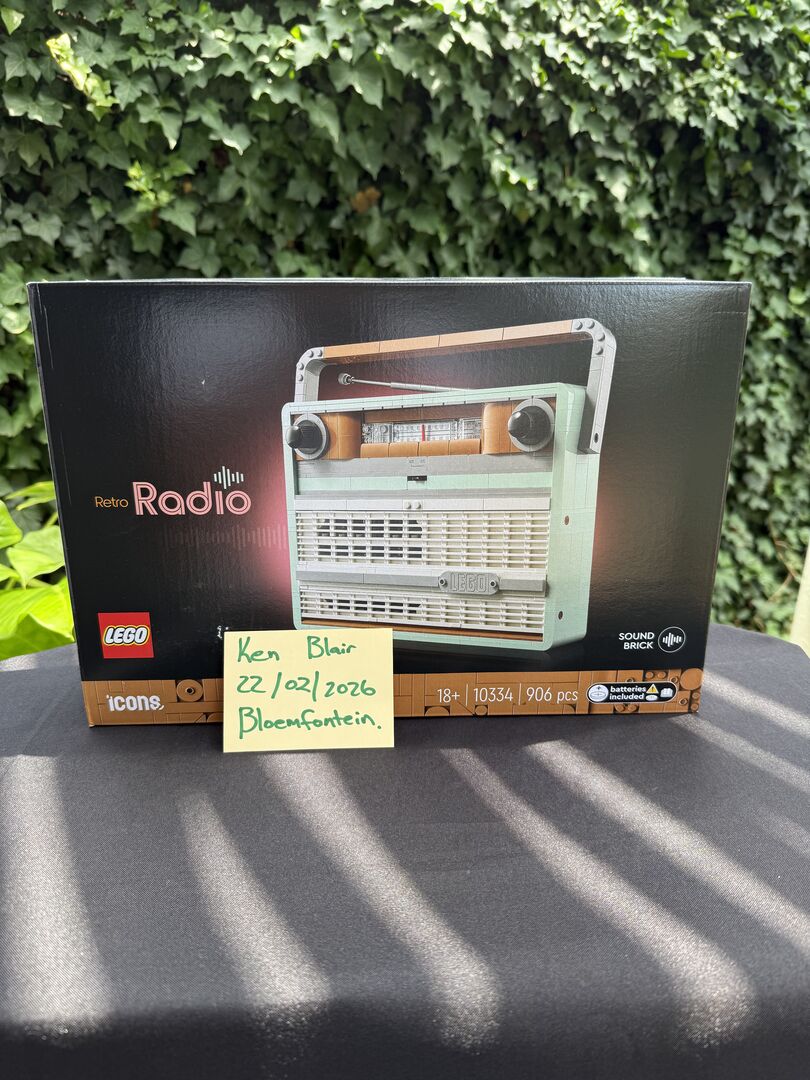 Retro Radio
LEGO
LEGO
SOUND
BRICK
Ken Blair
22/02/2026
Bloemfontein.
icons.
18+ | 10334 | 906 pcs
batteries
included